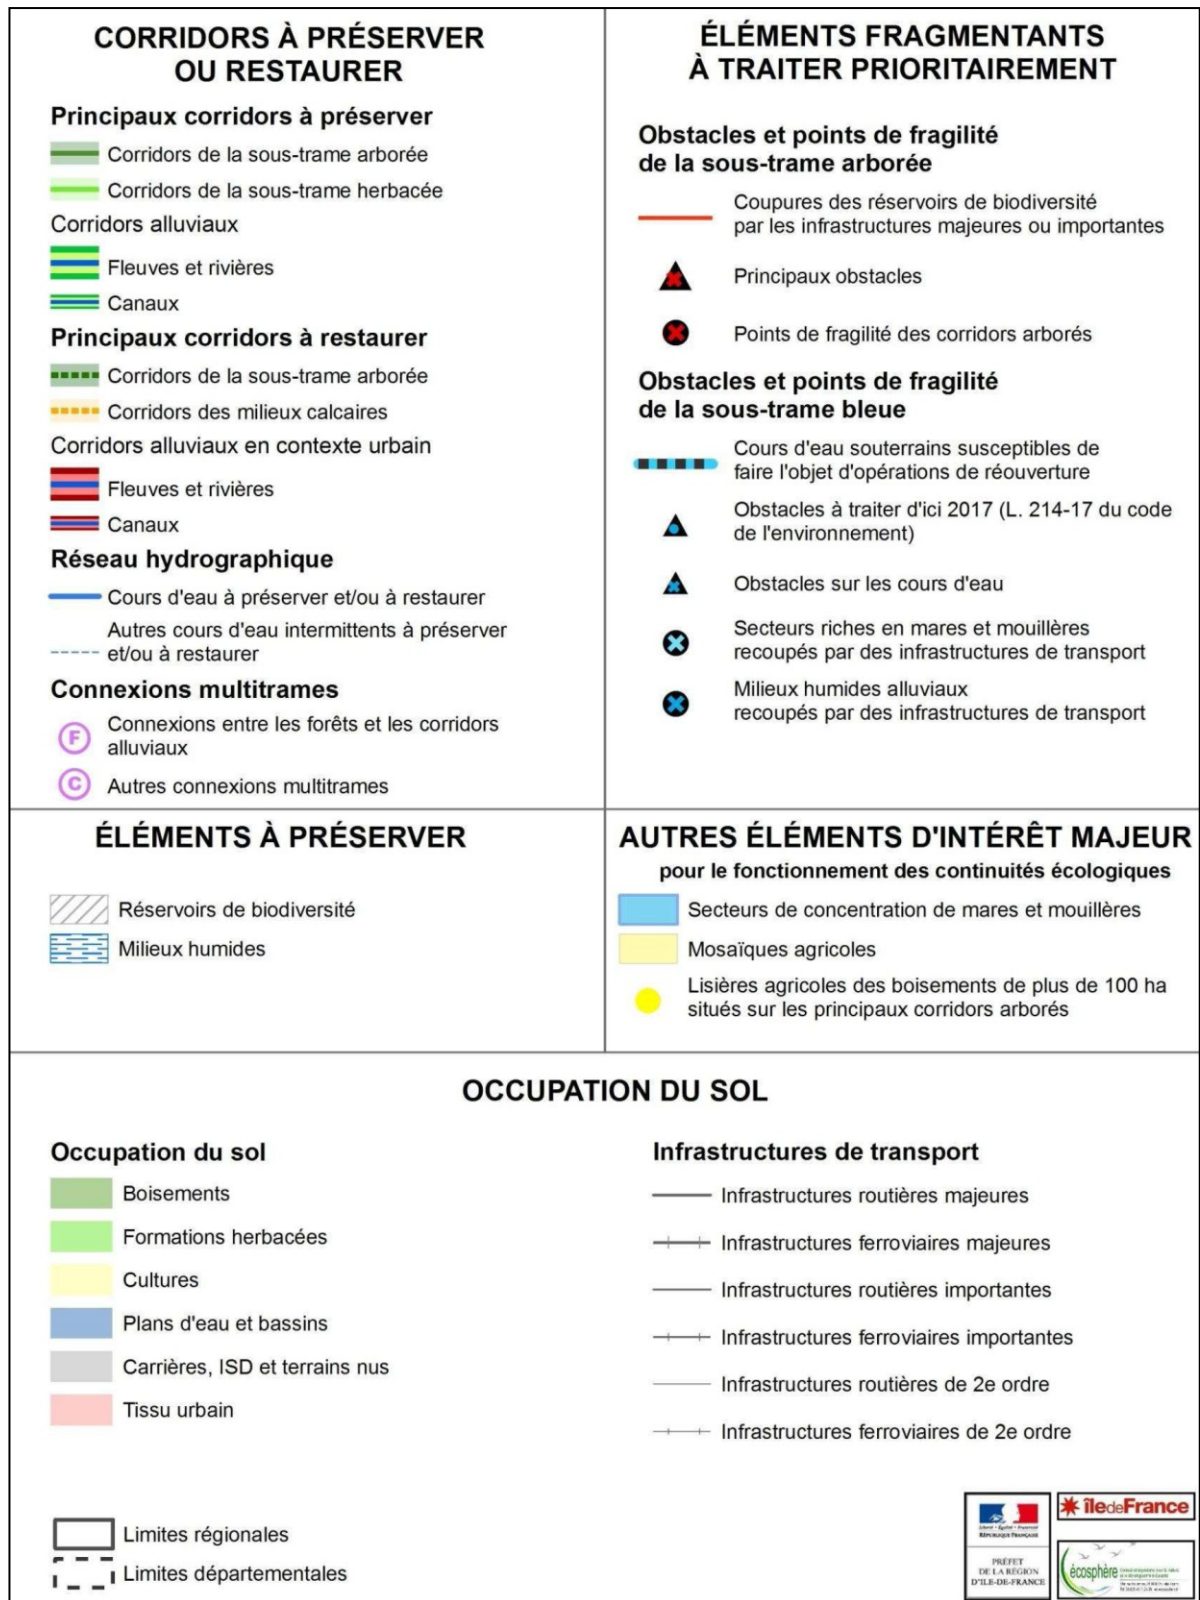 CORRIDORS À PRÉSERVER
OU RESTAURER
Principaux corridors à préserver
Corridors de la sous-trame arborée
Corridors de la sous-trame herbacée
Corridors alluviaux
Fleuves et rivières
Canaux
Principaux corridors à restaurer
Corridors de la sous-trame arborée
Corridors des milieux calcaires
Corridors alluviaux en contexte urbain
Fleuves et rivières
Canaux
Réseau hydrographique
Cours d'eau à préserver et/ou à restaurer
Autres cours d'eau intermittents à préserver
et/ou à restaurer
Connexions multitrames
F
Connexions entre les forêts et les corridors
alluviaux
C
Autres connexions multitrames
ÉLÉMENTS FRAGMENTANTS
À TRAITER PRIORITAIREMENT
Obstacles et points de fragilité
de la sous-trame arborée
Coupures des réservoirs de biodiversité
par les infrastructures majeures ou importantes
Principaux obstacles
Points de fragilité des corridors arborés
Obstacles et points de fragilité
de la sous-trame bleue
Cours d'eau souterrains susceptibles de
faire l'objet d'opérations de réouverture
Obstacles à traiter d'ici 2017 (L. 214-17 du code
de l'environnement)
Obstacles sur les cours d'eau
Secteurs riches en mares et mouillères
recoupés par des infrastructures de transport
Milieux humides alluviaux
recoupés par des infrastructures de transport
ÉLÉMENTS À PRÉSERVER
Réservoirs de biodiversité
Milieux humides
AUTRES ÉLÉMENTS D'INTÉRÊT MAJEUR
pour le fonctionnement des continuités écologiques
Secteurs de concentration de mares et mouillères
Mosaïques agricoles
Lisières agricoles des boisements de plus de 100 ha
situés sur les principaux corridors arborés
OCCUPATION DU SOL
Occupation du sol
Boisements
Formations herbacées
Cultures
Plans d'eau et bassins
Carrières, ISD et terrains nus
Tissu urbain
Limites régionales
Limites départementales
Infrastructures de transport
Infrastructures routières majeures
Infrastructures ferroviaires majeures
Infrastructures routières importantes
Infrastructures ferroviaires importantes
Infrastructures routières de 2e ordre
Infrastructures ferroviaires de 2e ordre
Liberté • Égalité • Fraternité
RÉPUBLIQUE FRANÇAISE
PRÉFET
DE LA RÉGION
D'ILE-DE-FRANCE
île de France
écosphère